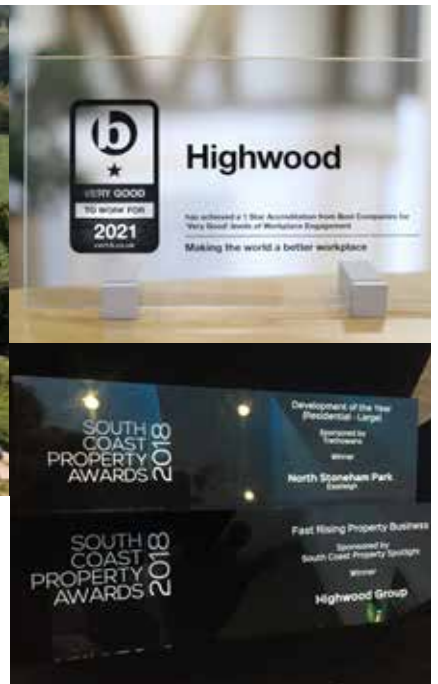 b
VERY GOOD
TO WORK FOR
2021
Highwood
has achieved a 1 Star Accreditation from Best Companies for
'Very Good' levels of Workplace Engagement
Making the world a better workplace
SOUTH
COAST
PROPERTY
AWARDS
2018
Development of the Year
(Residential - Large)
Sponsored by
Trethowans
Winner
North Stoneham Park
Eastleigh
SOUTH
COAST
PROPERTY
AWARDS
2018
Fast Rising Property Business
Sponsored by
South Coast Property Spotlight
Winner
Highwood Group